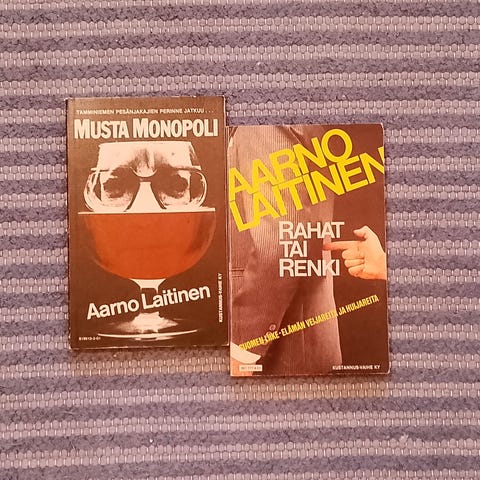 TAMMINIEMEN PESÄNJAKAJIEN PERINNE JATKUU . . .
MUSTA MONOPOLI
Aarno Laitinen
KUSTANNUS-VAIHE KY
AARNO
LAITINEN
RAHAT
TAI
RENKI
SUOMEN LIIKE-ELÄMÄN VEIJAREITA JA HUIJAREITA
KUSTANNUS-VAIHE KY